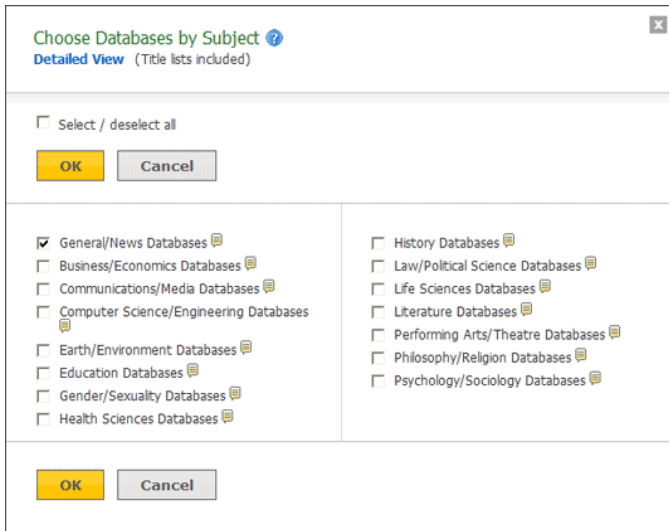 Choose Databases by Subject
Detailed View (Title lists included)
Select / deselect all
OK Cancel
General/News Databases
Business/Economics Databases
Communications/Media Databases
Computer Science/Engineering Databases
Earth/Environment Databases
Education Databases
Gender/Sexuality Databases
Health Sciences Databases
History Databases
Law/Political Science Databases
Life Sciences Databases
Literature Databases
Performing Arts/Theatre Databases
Philosophy/Religion Databases
Psychology/Sociology Databases
OK Cancel